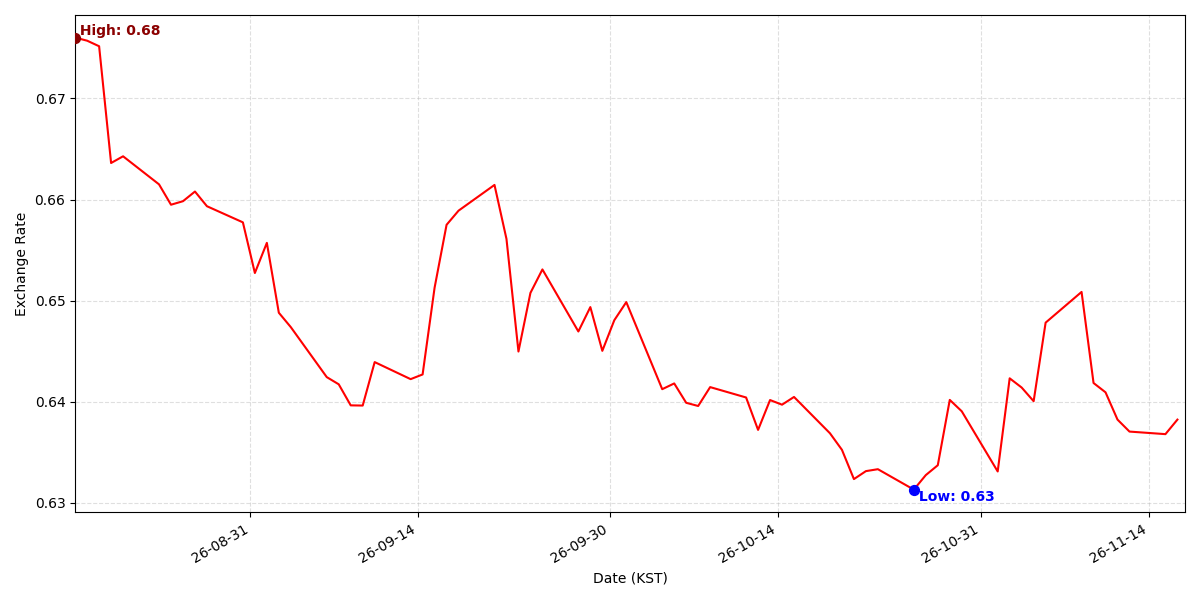 High: 0.68
0.67
0.66
0.65
0.64
0.63
Exchange Rate
Low: 0.63
26-08-31
26-09-14
26-09-30
26-10-14
26-10-31
26-11-14
Date (KST)